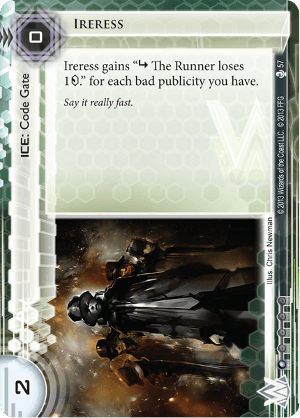 0
IRERESS
Ireress gains “↳ The Runner loses
1 .” for each bad publicity you have.
Say it really fast.
ICE: Code Gate
57
© 2013 Wizards of the Coast LLC. © 2013 FFG
Illus. Chris Newman
2